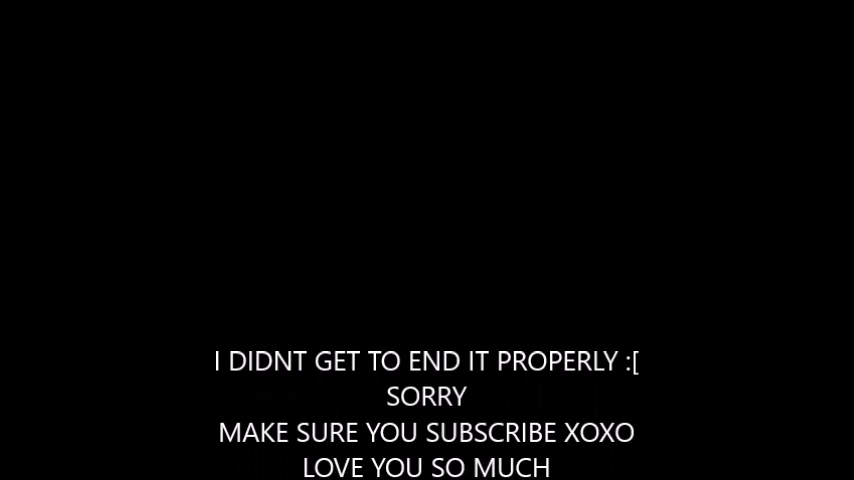 I DIDNT GET TO END IT PROPERLY :[
SORRY
MAKE SURE YOU SUBSCRIBE XOXO
LOVE YOU SO MUCH